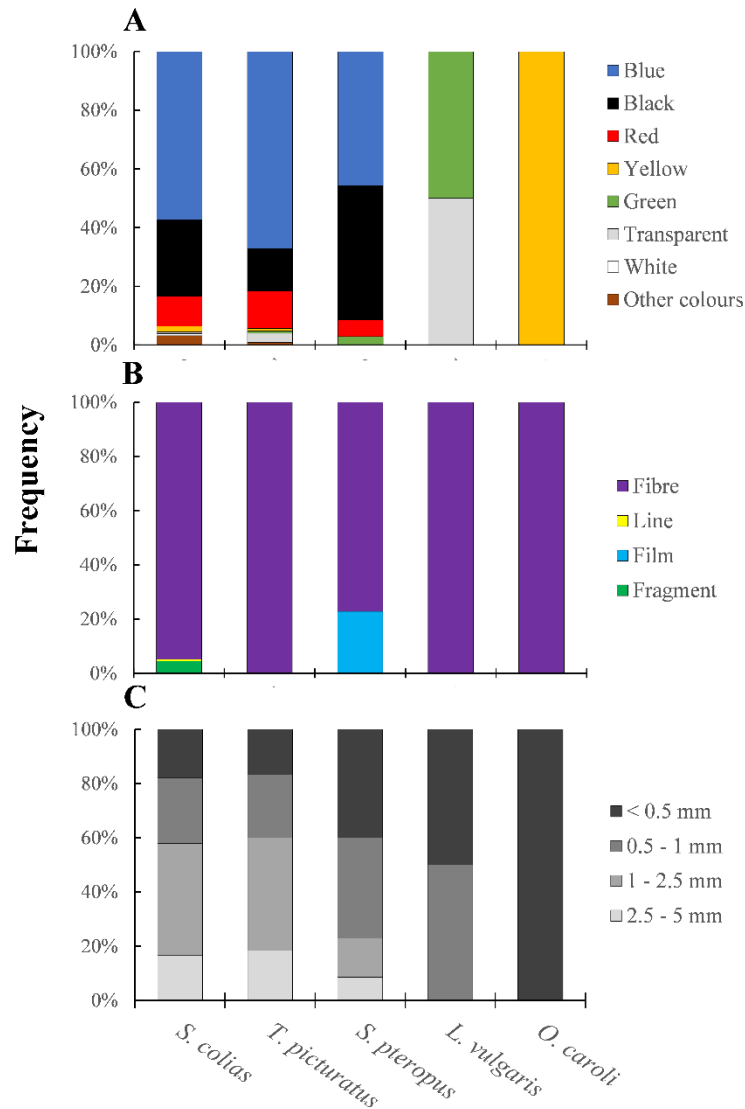 A
100%
80%
60%
40%
20%
0%
Blue
Black
Red
Yellow
Green
Transparent
White
Other colours
B
100%
80%
60%
40%
20%
0%
Fibre
Line
Film
Fragment
Frequency
C
100%
80%
60%
40%
20%
0%
< 0.5 mm
0.5 - 1 mm
1 - 2.5 mm
2.5 - 5 mm
S. colias
T. picturatus
S. pteropus
L. vulgaris
O. caroli